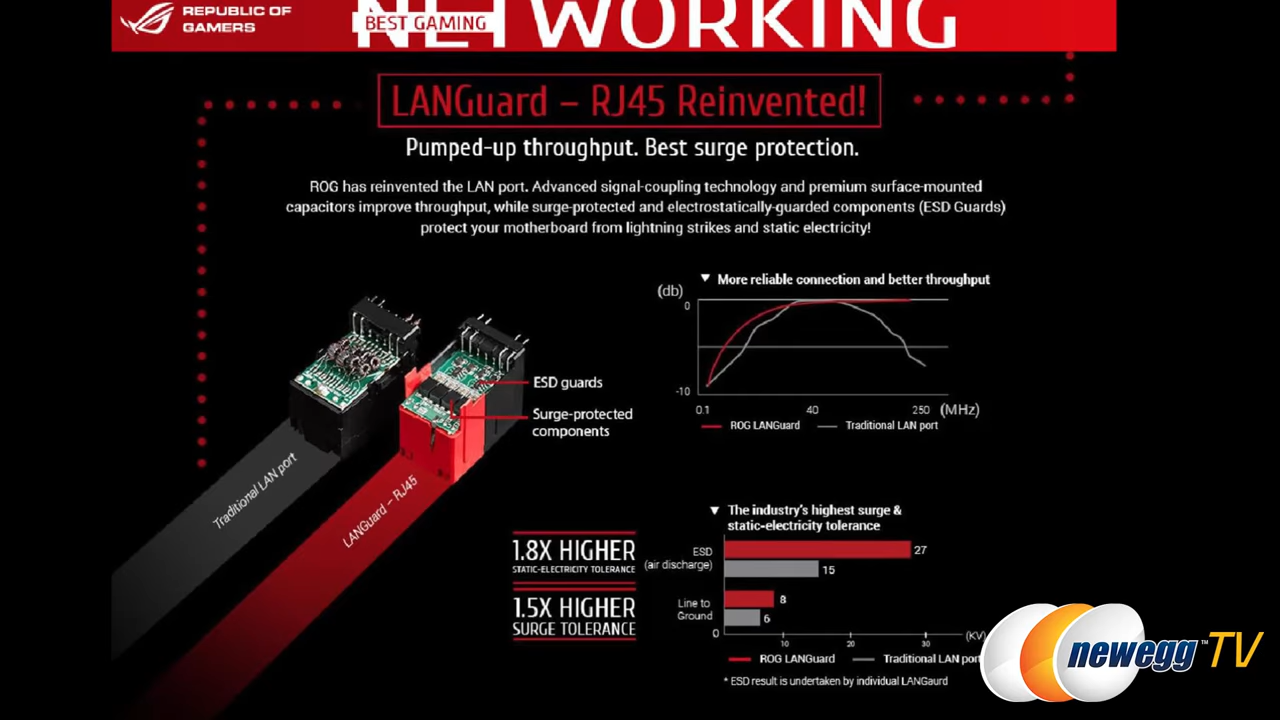 REPUBLIC OF
GAMERS
BEST GAMING
NETWORKING
LANGuard – RJ45 Reinvented!
Pumped-up throughput. Best surge protection.
ROG has reinvented the LAN port. Advanced signal-coupling technology and premium surface-mounted
capacitors improve throughput, while surge-protected and electrostatically-guarded components (ESD Guards)
protect your motherboard from lightning strikes and static electricity!
▼ More reliable connection and better throughput
(db)
0
-10
0.1 40 250 (MHz)
ROG LANGuard Traditional LAN port
ESD guards
Surge-protected
components
Traditional LAN port
LANGuard – RJ45
1.8X HIGHER
STATIC-ELECTRICITY TOLERANCE
1.5X HIGHER
SURGE TOLERANCE
▼ The industry's highest surge &
static-electricity tolerance
ESD
(air discharge)
27
15
Line to
Ground
8
6
0 10 20 30 (KV)
ROG LANGuard Traditional LAN port
* ESD result is undertaken by individual LANGaurd
newegg™TV